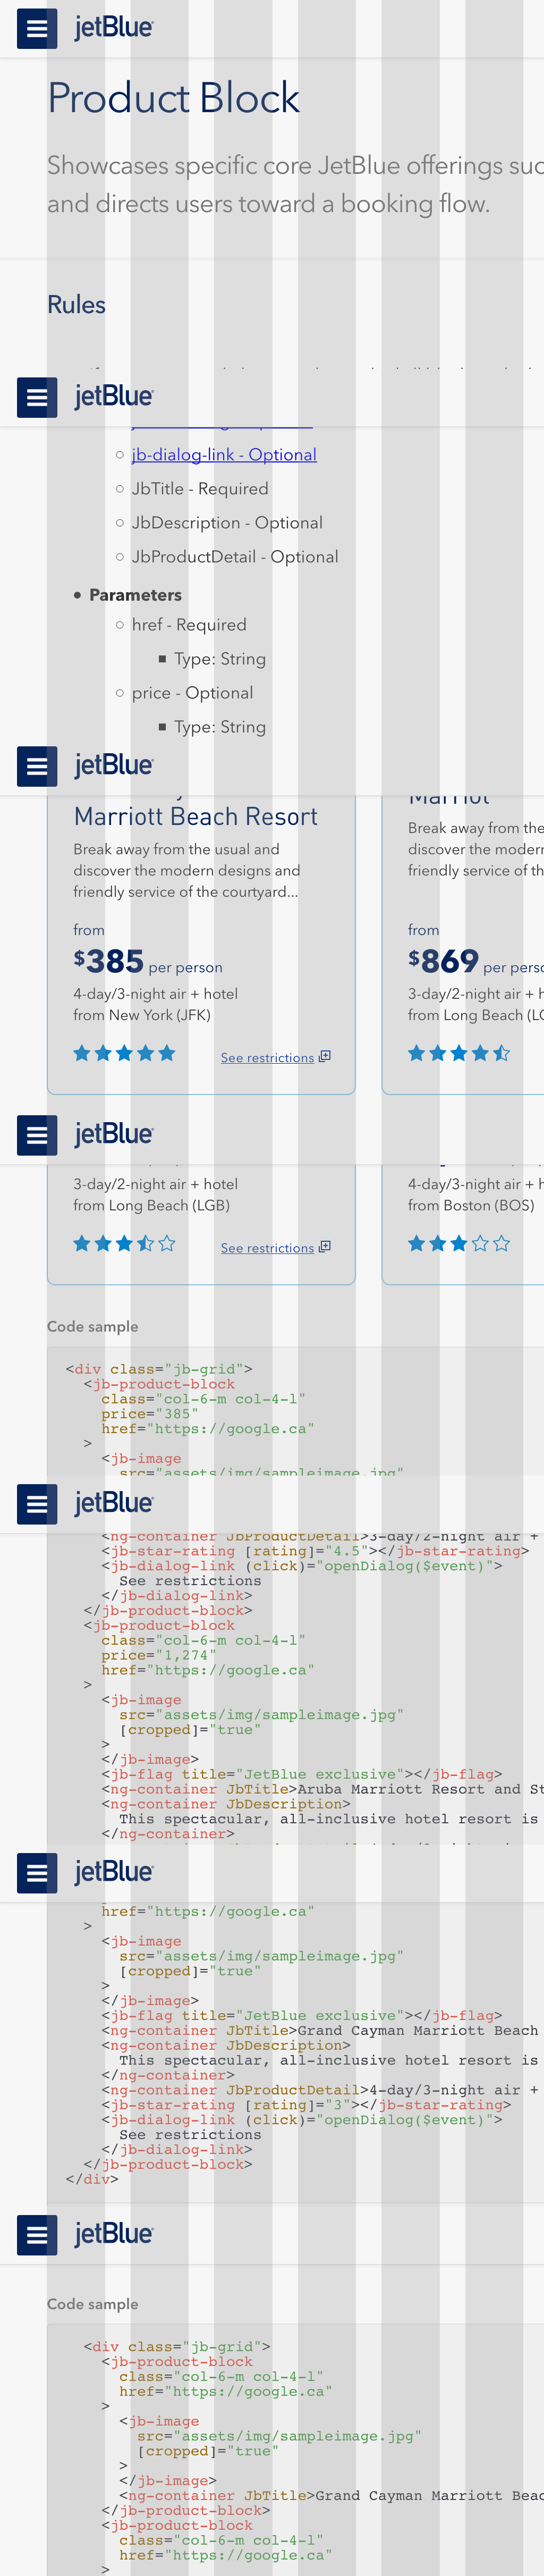 jetBlue
Product Block
Showcases specific core JetBlue offerings suc
and directs users toward a booking flow.
Rules
jetBlue
jb-dialog-link - Optional
JbTitle - Required
JbDescription - Optional
JbProductDetail - Optional
Parameters
href - Required
Type: String
price - Optional
Type: String
jetBlue
Marriott Beach Resort
Marriot
Break away from the usual and
discover the modern designs and
friendly service of the courtyard...
Break away from the
discover the modern
friendly service of th
from
$385 per person
4-day/3-night air + hotel
from New York (JFK)
See restrictions
from
$869 per perso
3-day/2-night air + h
from Long Beach (LG
jetBlue
3-day/2-night air + hotel
from Long Beach (LGB)
See restrictions
4-day/3-night air + h
from Boston (BOS)
Code sample
<div class="jb-grid">
<jb-product-block
class="col-6-m col-4-l"
price="385"
href="https://google.ca"
>
<jb-image
src="assets/img/sampleimage.jpg"
jetBlue
<ng-container JbProductDetail>3-day/2-night air +
<jb-star-rating [rating]="4.5"></jb-star-rating>
<jb-dialog-link (click)="openDialog($event)">
See restrictions
</jb-dialog-link>
</jb-product-block>
<jb-product-block
class="col-6-m col-4-l"
price="1,274"
href="https://google.ca"
>
<jb-image
src="assets/img/sampleimage.jpg"
[cropped]="true"
>
</jb-image>
<jb-flag title="JetBlue exclusive"></jb-flag>
<ng-container JbTitle>Aruba Marriott Resort and St
<ng-container JbDescription>
This spectacular, all-inclusive hotel resort is
</ng-container>
jetBlue
href="https://google.ca"
>
<jb-image
src="assets/img/sampleimage.jpg"
[cropped]="true"
>
</jb-image>
<jb-flag title="JetBlue exclusive"></jb-flag>
<ng-container JbTitle>Grand Cayman Marriott Beach
<ng-container JbDescription>
This spectacular, all-inclusive hotel resort is
</ng-container>
<ng-container JbProductDetail>4-day/3-night air +
<jb-star-rating [rating]="3"></jb-star-rating>
<jb-dialog-link (click)="openDialog($event)">
See restrictions
</jb-dialog-link>
</jb-product-block>
</div>
jetBlue
Code sample
<div class="jb-grid">
<jb-product-block
class="col-6-m col-4-l"
href="https://google.ca"
>
<jb-image
src="assets/img/sampleimage.jpg"
[cropped]="true"
>
</jb-image>
<ng-container JbTitle>Grand Cayman Marriott Beac
</jb-product-block>
<jb-product-block
class="col-6-m col-4-l"
href="https://google.ca"
>